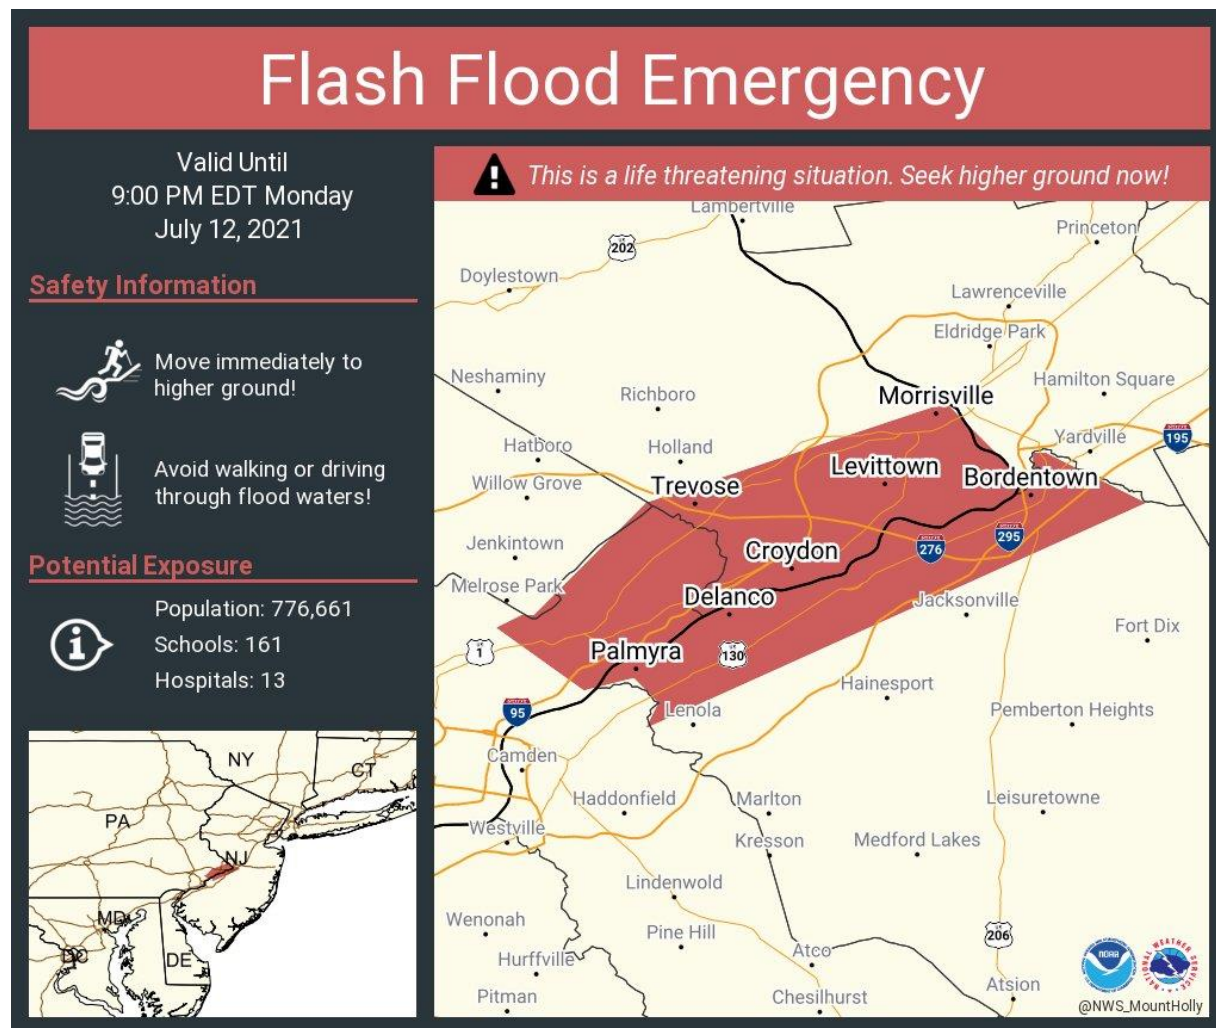 Flash Flood Emergency
Valid Until
9:00 PM EDT Monday
July 12, 2021
Safety Information
Move immediately to
higher ground!
Avoid walking or driving
through flood waters!
Potential Exposure
Population: 776,661
Schools: 161
Hospitals: 13
NY
CT
PA
NJ
MD
DC
DE
This is a life threatening situation. Seek higher ground now!
Lambertville
Princeton
202
Doylestown
Lawrenceville
Eldridge Park
Neshaminy
Hamilton Square
Richboro
Morrisville
Yardville
195
Hatboro
Holland
Levittown
Willow Grove
Trevose
Bordentown
Jenkintown
Croydon
276
295
Melrose Park
Delanco
Jacksonville
Fort Dix
1
Palmyra
130
Hainesport
95
Lenola
Pemberton Heights
Camden
Haddonfield
Marlton
Leisuretowne
Westville
Kresson
Medford Lakes
Lindenwold
Wenonah
Pine Hill
206
Hurffville
Atco
Pitman
Chesilhurst
Atsion
noaa
NATIONAL WEATHER SERVICE
@NWS_MountHolly